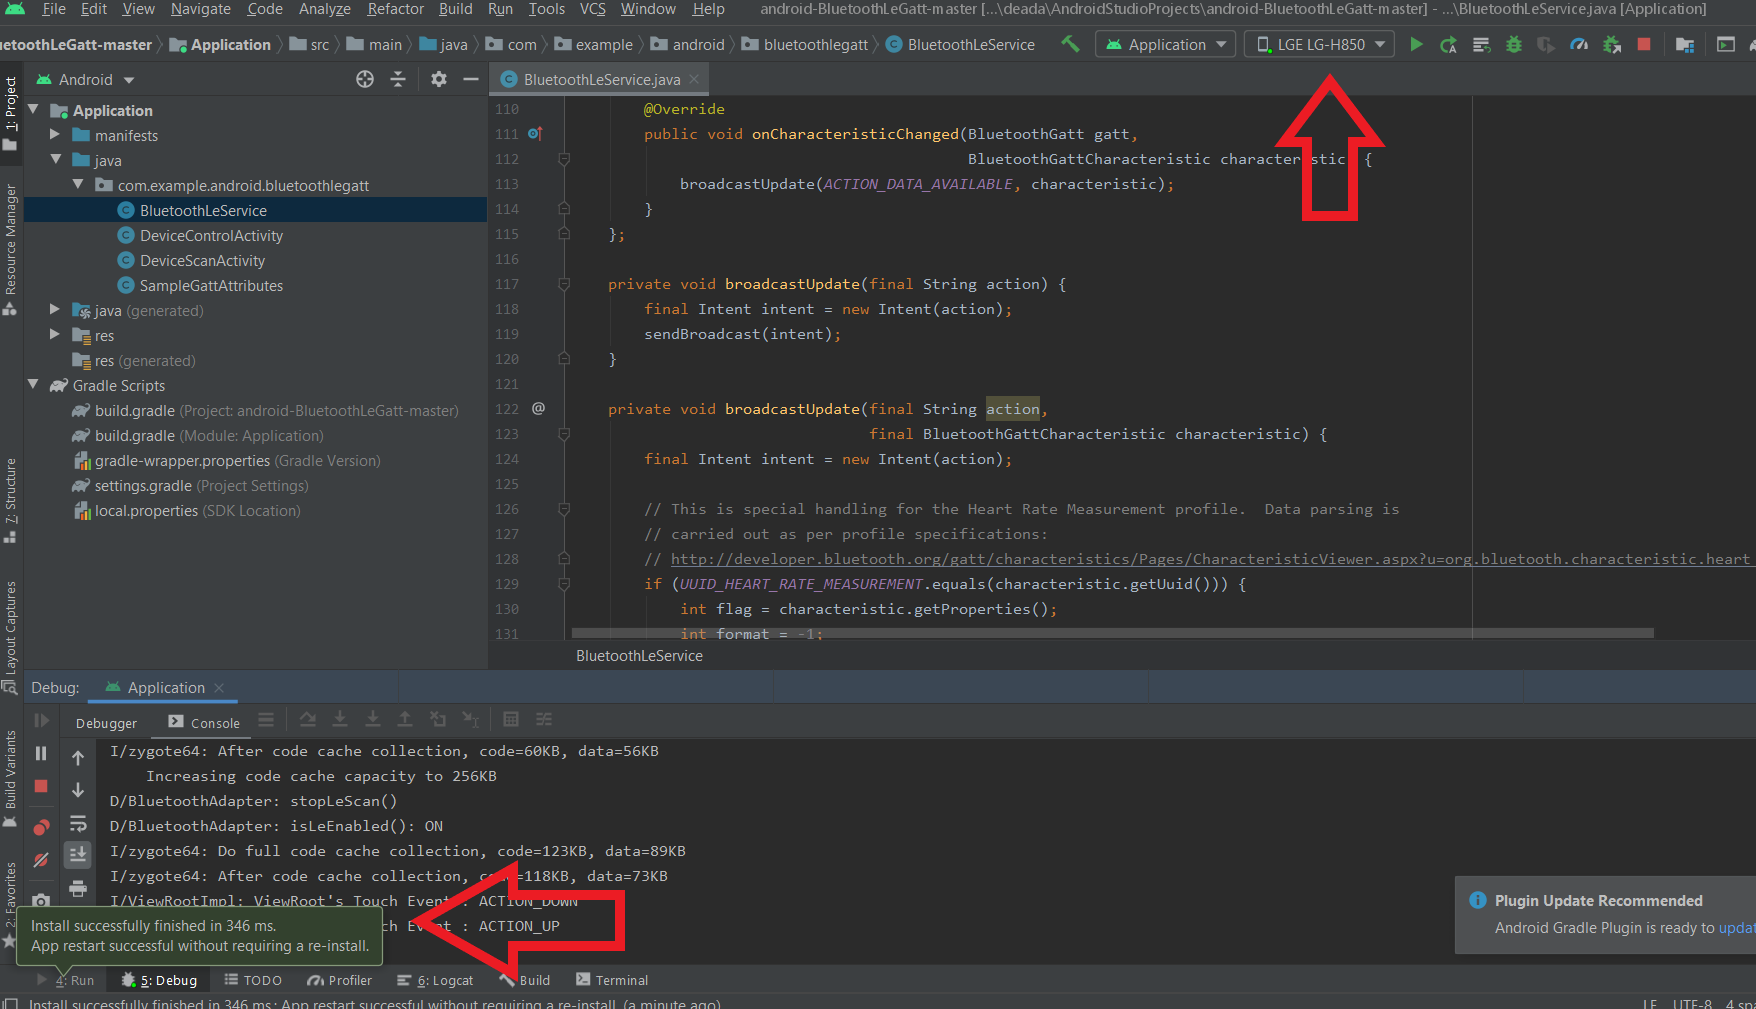 File Edit View Navigate Code Analyze Refactor Build Run Tools VCS Window Help android-BluetoothLeGatt-master [...\deada\AndroidStudioProjects\android-BluetoothLeGatt-master] - ...\BluetoothLeService.java [Application]
etoothLeGatt-master Application src main java com example android bluetoothlegatt BluetoothLeService Application LGE LG-H850
Android
BluetoothLeService.java
1: Project
Resource Manager
7: Structure
Layout Captures
Build Variants
2: Favorites
Application
manifests
java
com.example.android.bluetoothlegatt
BluetoothLeService
DeviceControlActivity
DeviceScanActivity
SampleGattAttributes
java (generated)
res
res (generated)
Gradle Scripts
build.gradle (Project: android-BluetoothLeGatt-master)
build.gradle (Module: Application)
gradle-wrapper.properties (Gradle Version)
settings.gradle (Project Settings)
local.properties (SDK Location)
110 @Override
111 public void onCharacteristicChanged(BluetoothGatt gatt,
112 BluetoothGattCharacteristic characteristic) {
113 broadcastUpdate(ACTION_DATA_AVAILABLE, characteristic);
114 }
115 };
116
117 private void broadcastUpdate(final String action) {
118 final Intent intent = new Intent(action);
119 sendBroadcast(intent);
120 }
121
122 @ private void broadcastUpdate(final String action,
123 final BluetoothGattCharacteristic characteristic) {
124 final Intent intent = new Intent(action);
125
126 // This is special handling for the Heart Rate Measurement profile.  Data parsing is
127 // carried out as per profile specifications:
128 // http://developer.bluetooth.org/gatt/characteristics/Pages/CharacteristicViewer.aspx?u=org.bluetooth.characteristic.heart
129 if (UUID_HEART_RATE_MEASUREMENT.equals(characteristic.getUuid())) {
130 int flag = characteristic.getProperties();
131 int format = -1;
BluetoothLeService
Debug: Application
Debugger Console
I/zygote64: After code cache collection, code=60KB, data=56KB
Increasing code cache capacity to 256KB
D/BluetoothAdapter: stopLeScan()
D/BluetoothAdapter: isLeEnabled(): ON
I/zygote64: Do full code cache collection, code=123KB, data=89KB
I/zygote64: After code cache collection, code=118KB, data=73KB
I/ViewRootImpl: ViewRoot's Touch Event : ACTION_DOWN
ch Event : ACTION_UP
Install successfully finished in 346 ms.
App restart successful without requiring a re-install.
Plugin Update Recommended
Android Gradle Plugin is ready to updat
4: Run 5: Debug TODO Profiler 6: Logcat Build Terminal
Install successfully finished in 346 ms.: App restart successful without requiring a re-install. (a minute ago) LF UTF-8 4 spa